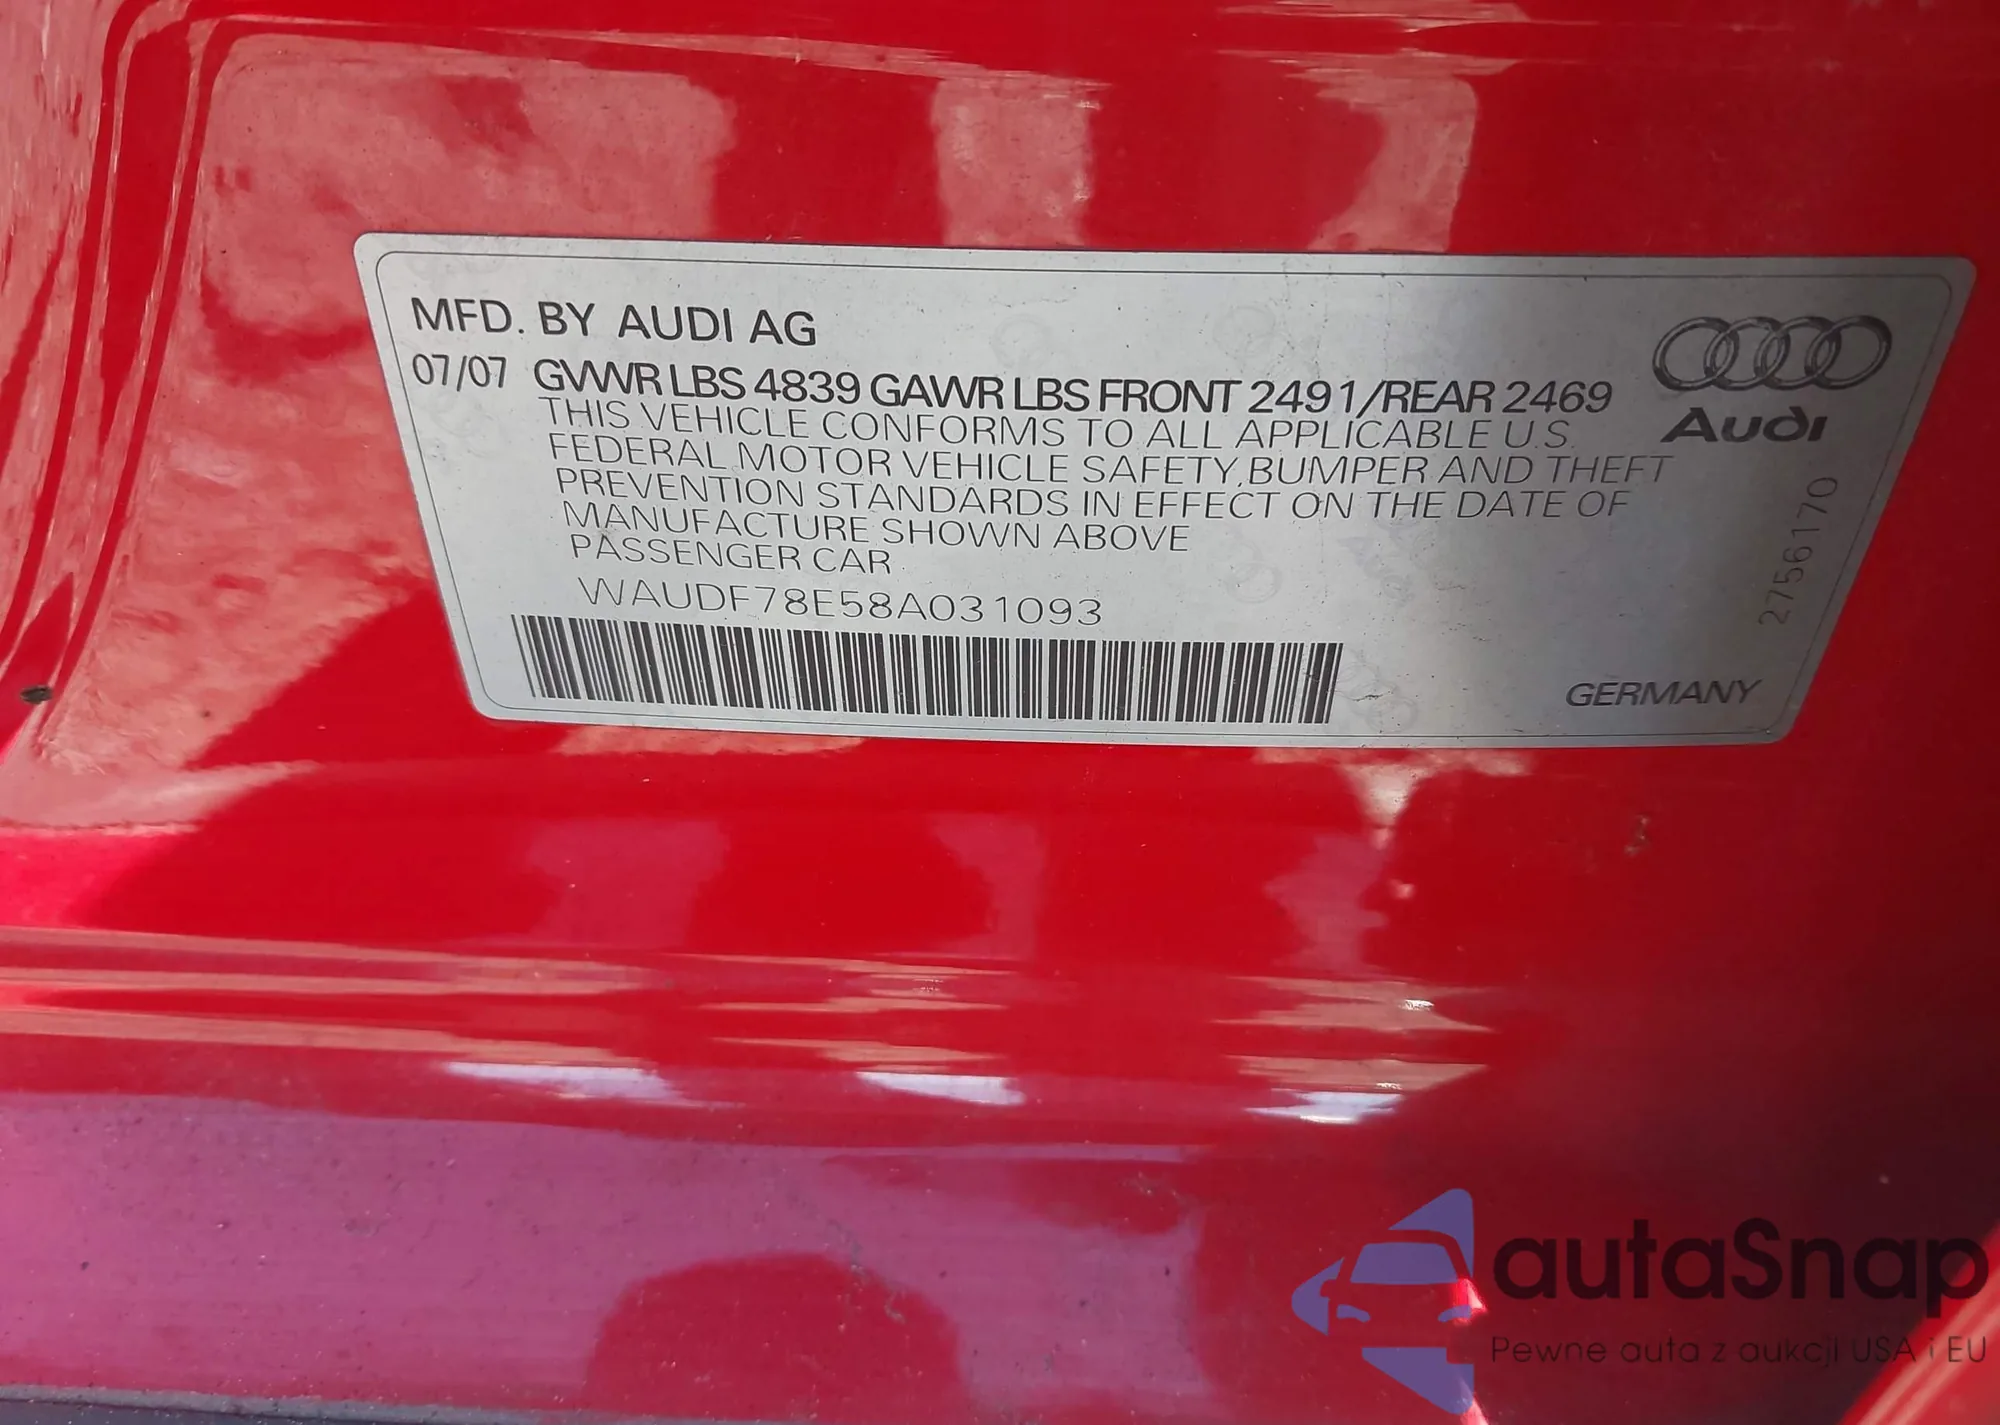 MFD. BY AUDI AG
07/07 GVWR LBS 4839 GAWR LBS FRONT 2491/REAR 2469
THIS VEHICLE CONFORMS TO ALL APPLICABLE U.S.
FEDERAL MOTOR VEHICLE SAFETY, BUMPER AND THEFT
PREVENTION STANDARDS IN EFFECT ON THE DATE OF
MANUFACTURE SHOWN ABOVE
PASSENGER CAR
WAUDF78E58A031093
Audi
2756170
GERMANY
autaSnap
Pewne auta z aukcji USA i EU